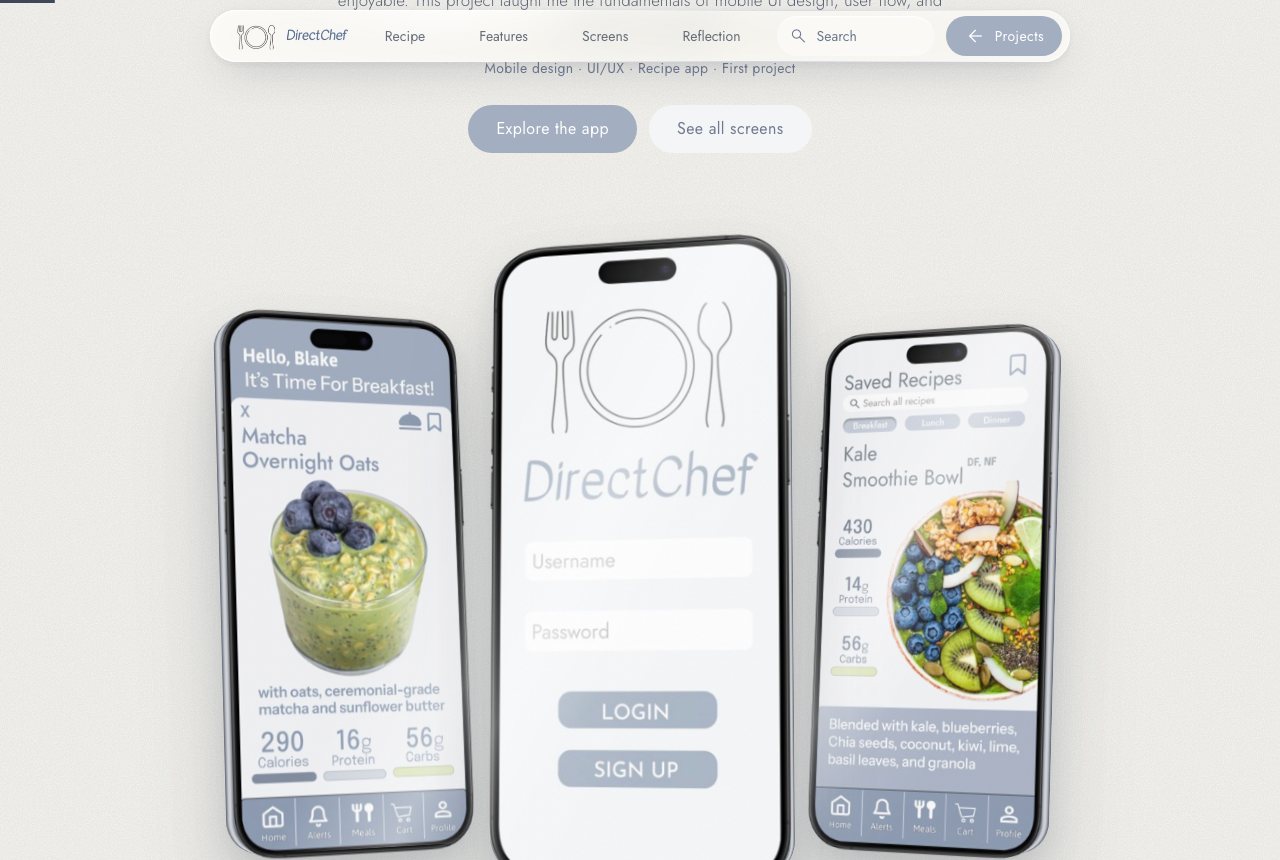 enjoyable. This project taught me the fundamentals of mobile UI design, user flow, and
DirectChef
Recipe
Features
Screens
Reflection
Search
Projects
Mobile design · UI/UX · Recipe app · First project
Explore the app
See all screens
Hello, Blake
It's Time For Breakfast!
X
Matcha
Overnight Oats
with oats, ceremonial-grade
matcha and sunflower butter
290
Calories
16g
Protein
56g
Carbs
Home
Alerts
Meals
Cart
Profile
DirectChef
Username
Password
LOGIN
SIGN UP
Saved Recipes
Search all recipes
Breakfast
Lunch
Dinner
Kale
Smoothie Bowl DF, NF
430
Calories
14g
Protein
56g
Carbs
Blended with kale, blueberries,
Chia seeds, coconut, kiwi, lime,
basil leaves, and granola
Home
Alerts
Meals
Cart
Profile